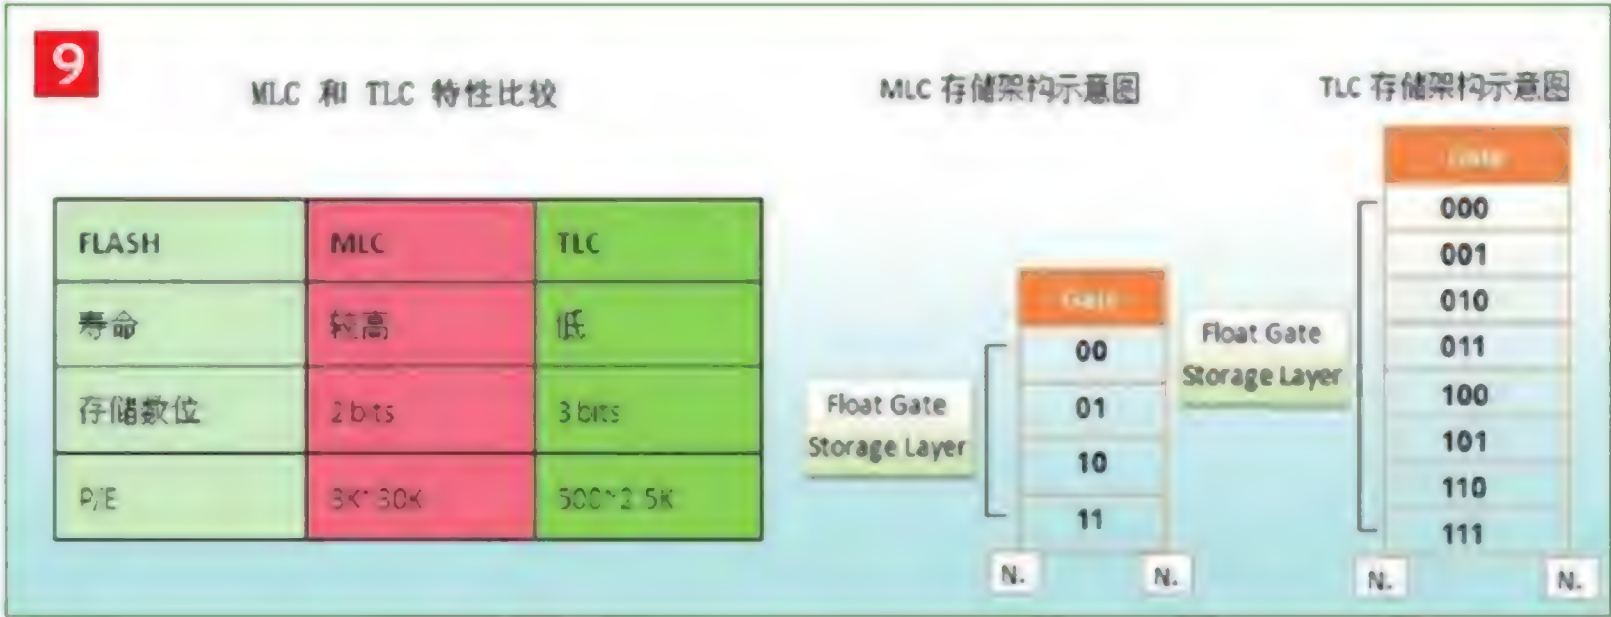 9
MLC 和 TLC 特性比较
FLASH MLC TLC
寿命 较高 低
存储数位 2 bits 3 bits
P/E 3K~30K 500~2.5K
MLC 存储架构示意图
Gate
00
01
10
11
Float Gate
Storage Layer
N. N.
TLC 存储架构示意图
Gate
000
001
010
011
100
101
110
111
Float Gate
Storage Layer
N. N.